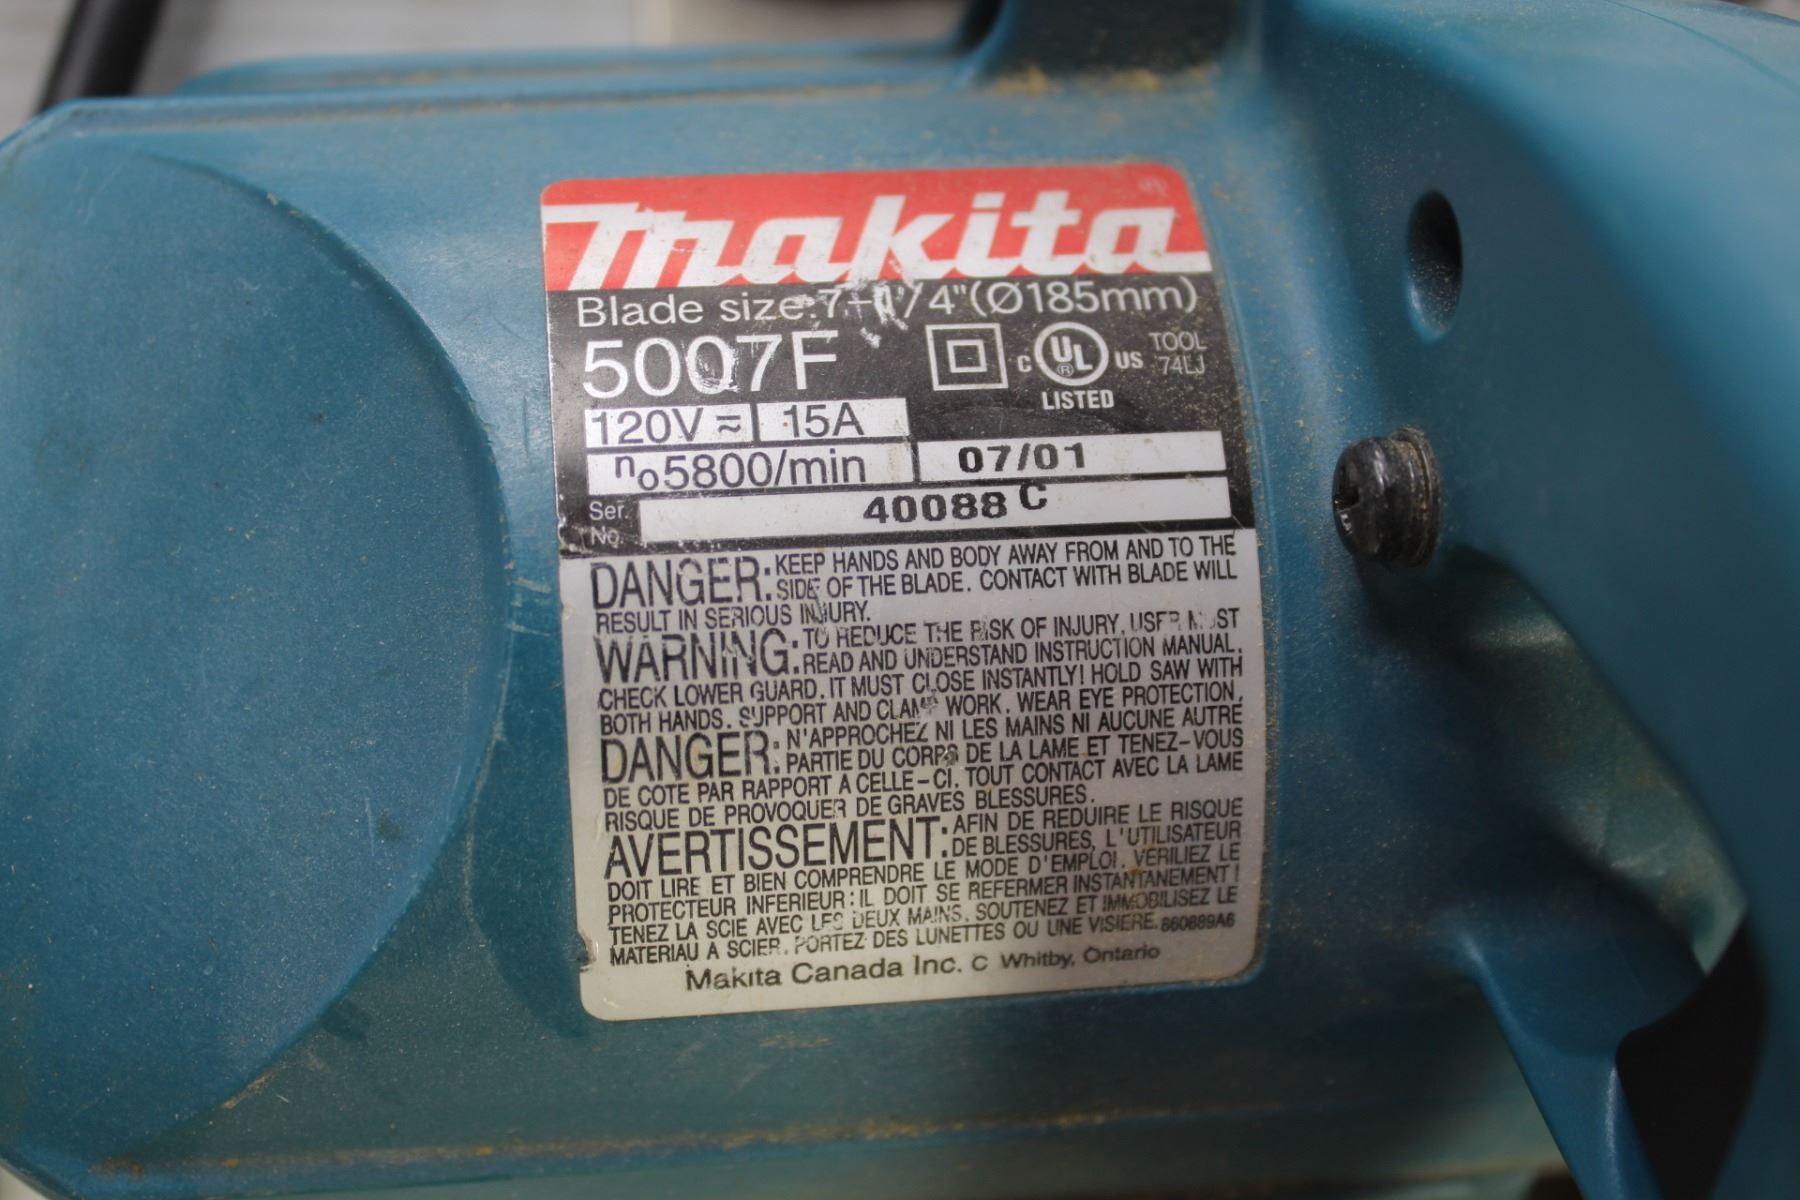 makita
Blade size:7-1/4"(Ø185mm)
5007F
C UL ® US LISTED
TOOL
74LJ
120V ≂ 15A
no5800/min 07/01
Ser. No. 40088 C
DANGER: KEEP HANDS AND BODY AWAY FROM AND TO THE
SIDE OF THE BLADE. CONTACT WITH BLADE WILL
RESULT IN SERIOUS INJURY.
WARNING: TO REDUCE THE RISK OF INJURY, USER MUST
READ AND UNDERSTAND INSTRUCTION MANUAL.
CHECK LOWER GUARD. IT MUST CLOSE INSTANTLY! HOLD SAW WITH
BOTH HANDS. SUPPORT AND CLAMP WORK. WEAR EYE PROTECTION.
DANGER: N'APPROCHEZ NI LES MAINS NI AUCUNE AUTRE
PARTIE DU CORPS DE LA LAME ET TENEZ-VOUS
DE COTE PAR RAPPORT A CELLE-CI. TOUT CONTACT AVEC LA LAME
RISQUE DE PROVOQUER DE GRAVES BLESSURES.
AVERTISSEMENT: AFIN DE REDUIRE LE RISQUE
DE BLESSURES, L'UTILISATEUR
DOIT LIRE ET BIEN COMPRENDRE LE MODE D'EMPLOI. VERILIEZ LE
PROTECTEUR INFERIEUR: IL DOIT SE REFERMER INSTANTANEMENT!
TENEZ LA SCIE AVEC LES DEUX MAINS. SOUTENEZ ET IMMOBILISEZ LE
MATERIAU A SCIER. PORTEZ DES LUNETTES OU UNE VISIERE. 860889A6
Makita Canada Inc. C Whitby, Ontario